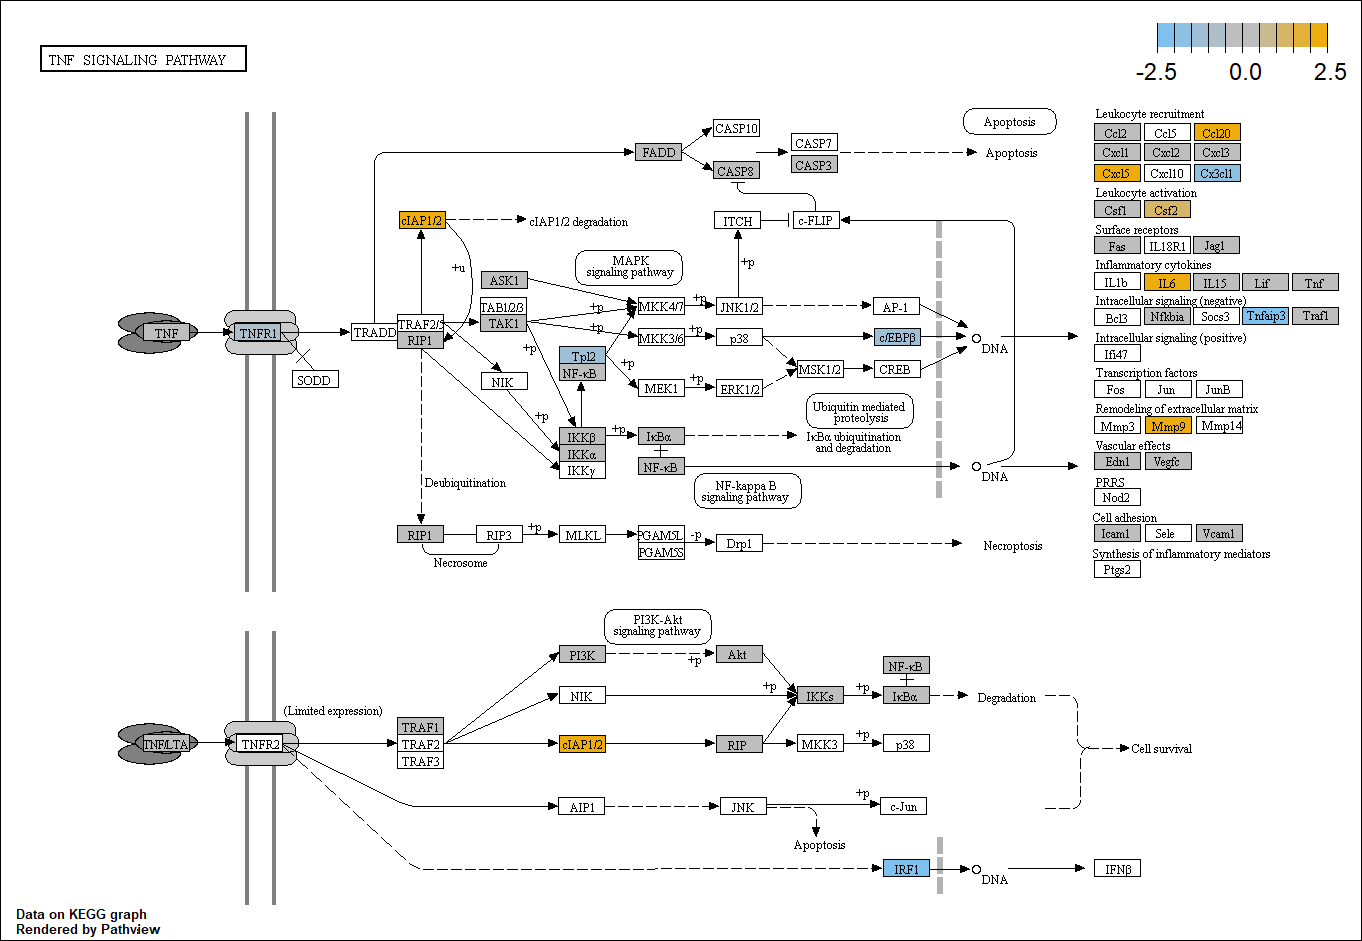 TNF SIGNALING PATHWAY
-2.5 0.0 2.5
Apoptosis
CASP10
FADD
CASP8
CASP7
CASP3
Apoptosis
cIAP1/2
cIAP1/2 degradation
ITCH
c-FLIP
+u
MAPK
signaling pathway
+p
ASK1
TAB1/2/3
TAK1
MKK4/7
+p
JNK1/2
AP-1
+p
TNF
TNFR1
TRADD
TRAF2/5
RIP1
+p
MKK3/6
+p
p38
c/EBPβ
DNA
SODD
+p
Tpl2
NF-κB
+p
NIK
MEK1
+p
ERK1/2
MSK1/2
+p
CREB
+p
Ubiquitin mediated
proteolysis
IKKβ
IKKα
IKKγ
+p
IκBα
NF-κB
IκBα ubiquitination
and degradation
DNA
NF-kappa B
signaling pathway
Deubiquitination
RIP1
RIP3
+p
MLKL
PGAM5L
PGAM5S
-p
Drp1
Necroptosis
Necrosome
Leukocyte recruitment
Ccl2 Ccl5 Ccl20
Cxcl1 Cxcl2 Cxcl3
Cxcl5 Cxcl10 Cx3cl1
Leukocyte activation
Csf1 Csf2
Surface receptors
Fas IL18R1 Jag1
Inflammatory cytokines
IL1b IL6 IL15 Lif Tnf
Intracellular signaling (negative)
Bcl3 Nfkbia Socs3 Tnfaip3 Traf1
Intracellular signaling (positive)
Ifi47
Transcription factors
Fos Jun JunB
Remodeling of extracellular matrix
Mmp3 Mmp9 Mmp14
Vascular effects
Edn1 Vegfc
PRRS
Nod2
Cell adhesion
Icam1 Sele Vcam1
Synthesis of inflammatory mediators
Ptgs2
PI3K-Akt
signaling pathway
PI3K
+p
Akt
NF-κB
NIK
+p
IKKs
+p
IκBα
Degradation
(Limited expression)
TNF/LTA
TNFR2
TRAF1
TRAF2
TRAF3
cIAP1/2
RIP
MKK3
+p
p38
Cell survival
AIP1
JNK
+p
c-Jun
Apoptosis
IRF1
DNA
IFNβ
Data on KEGG graph
Rendered by Pathview